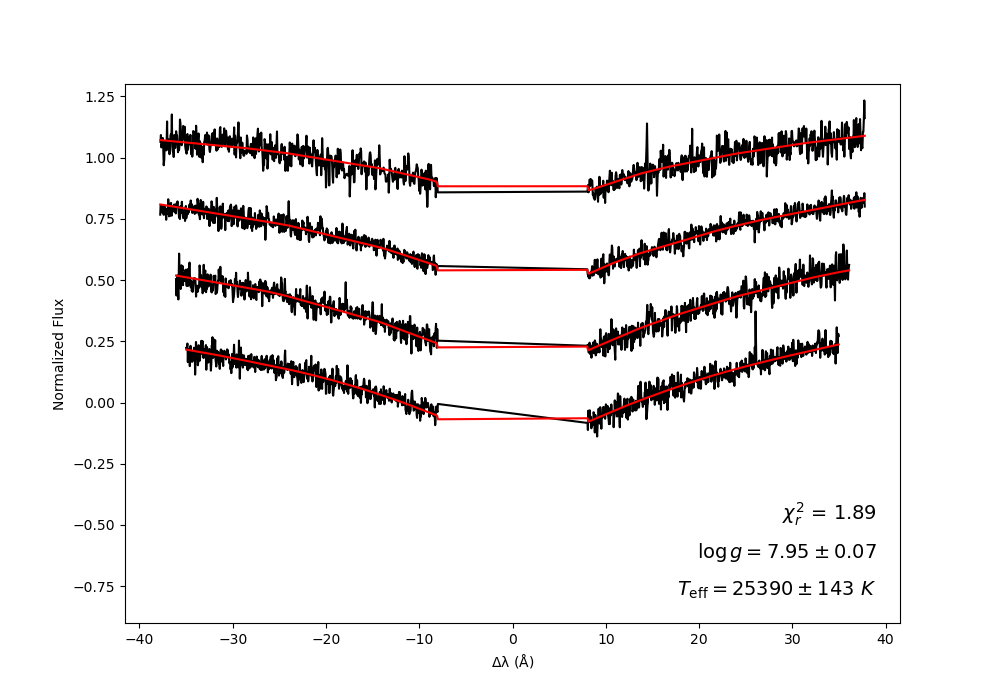 1.25
1.00
0.75
0.50
0.25
0.00
−0.25
−0.50
−0.75
Normalized Flux
χ²ᵣ = 1.89
log g = 7.95 ± 0.07
T_eff = 25390 ± 143 K
−40 −30 −20 −10 0 10 20 30 40
Δλ (Å)